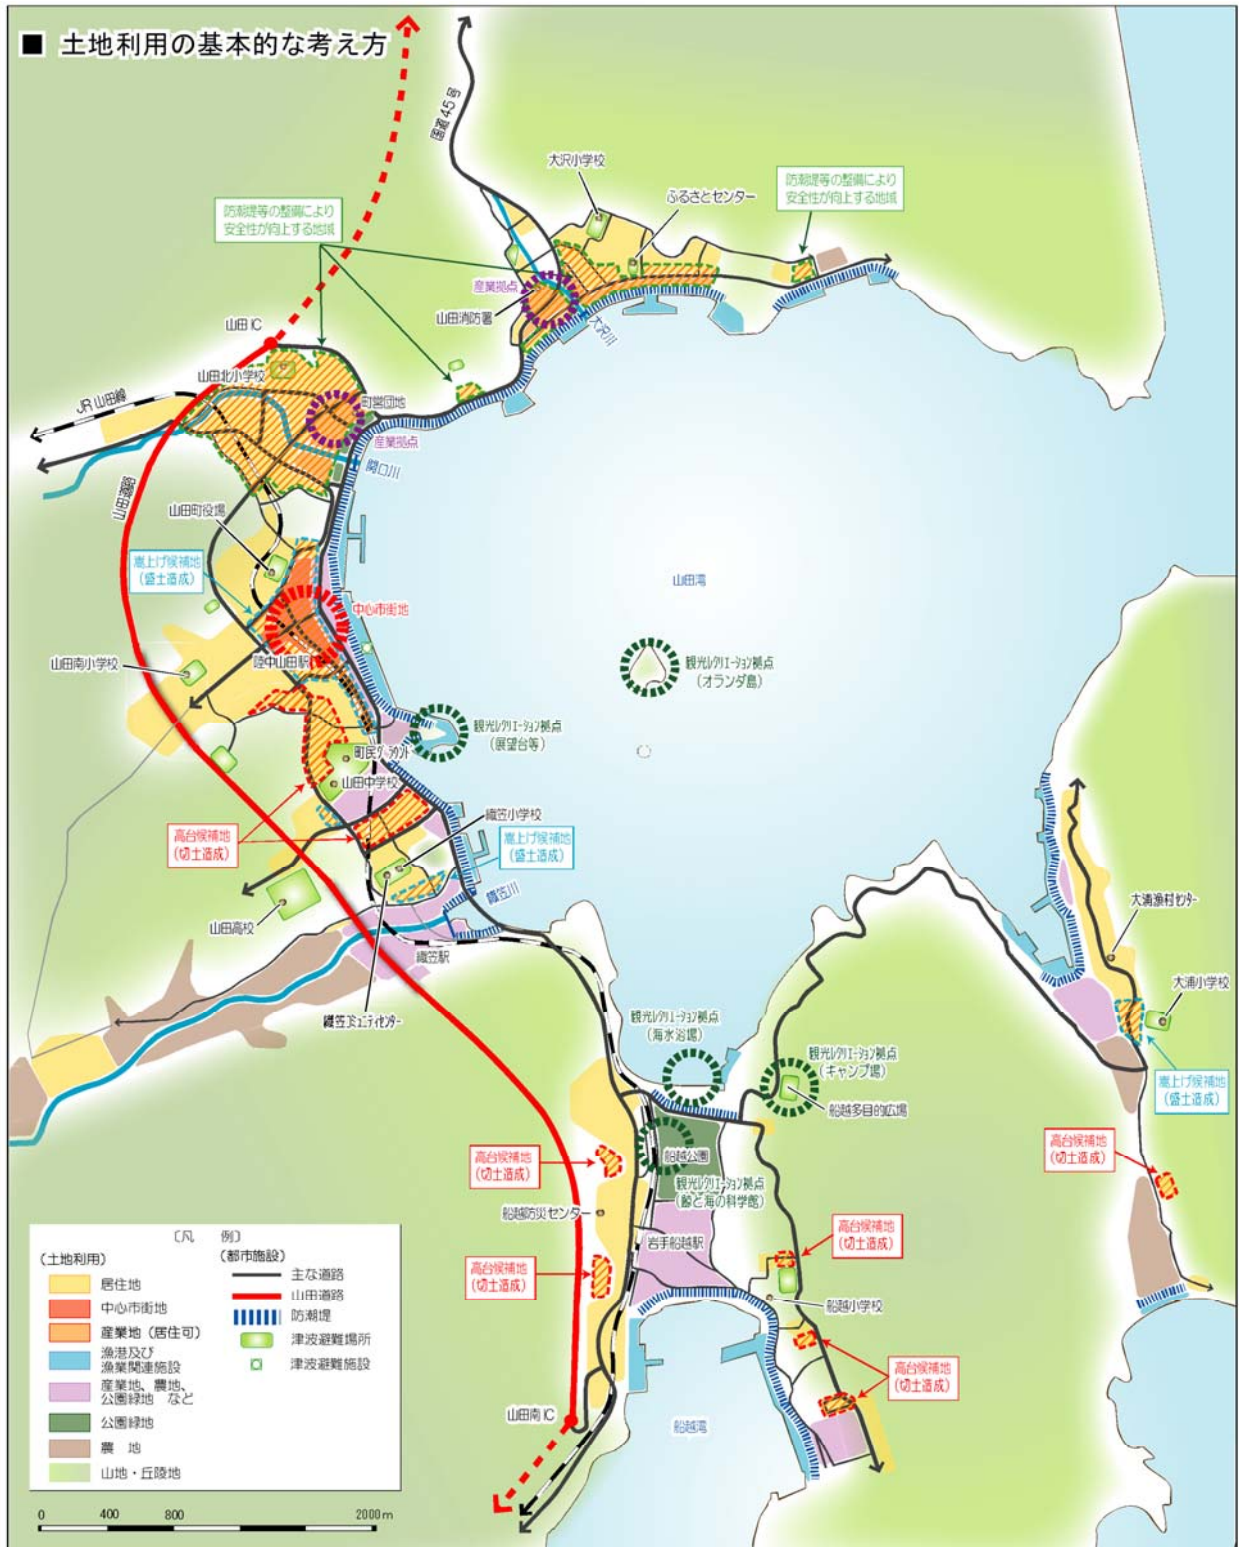 ■ 土地利用の基本的な考え方
国道45号
大沢小学校
ふるさとセンター
防潮堤等の整備により
安全性が向上する地域
防潮堤等の整備により
安全性が向上する地域
産業拠点
山田消防署
大沢川
山田IC
山田北小学校
JR山田線
町営団地
産業拠点
関口川
山田道路
山田町役場
嵩上げ候補地
(盛土造成)
中心市街地
山田湾
陸中山田駅
山田南小学校
観光レクリエーション拠点
(オランダ島)
観光レクリエーション拠点
(展望台等)
町民グラウンド
山田中学校
高台候補地
(切土造成)
織笠小学校
嵩上げ候補地
(盛土造成)
織笠川
山田高校
織笠駅
織笠コミュニティセンター
大浦漁村センター
大浦小学校
嵩上げ候補地
(盛土造成)
観光レクリエーション拠点
(海水浴場)
観光レクリエーション拠点
(キャンプ場)
船越多目的広場
高台候補地
(切土造成)
船越公園
観光レクリエーション拠点
(鯨と海の科学館)
高台候補地
(切土造成)
船越防災センター
岩手船越駅
高台候補地
(切土造成)
高台候補地
(切土造成)
船越小学校
高台候補地
(切土造成)
山田南IC
船越湾
〔凡 例〕
(土地利用)
居住地
中心市街地
産業地(居住可)
漁港及び
漁業関連施設
産業地、農地、
公園緑地 など
公園緑地
農 地
山地・丘陵地
(都市施設)
主な道路
山田道路
防潮堤
津波避難場所
津波避難施設
0 400 800 2000m